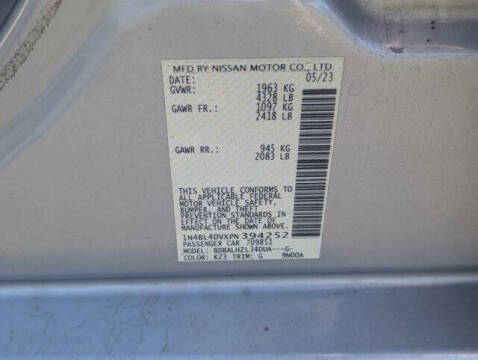 MFD BY NISSAN MOTOR CO., LTD
DATE: 05/23
GVWR: 1963 KG
4328 LB
GAWR FR.: 1097 KG
2418 LB
GAWR RR.: 945 KG
2083 LB
THIS VEHICLE CONFORMS TO
ALL APPLICABLE FEDERAL
MOTOR VEHICLE SAFETY,
BUMPER, AND THEFT
PREVENTION STANDARDS
IN EFFECT ON THE DATE OF
MANUFACTURE SHOWN ABOVE.
1N4BL4DVXPN394252
PASSENGER CAR 709851
MODEL: BDBALHZL34DUA---G-
COLOR: K23 TRIM: G 9N00A